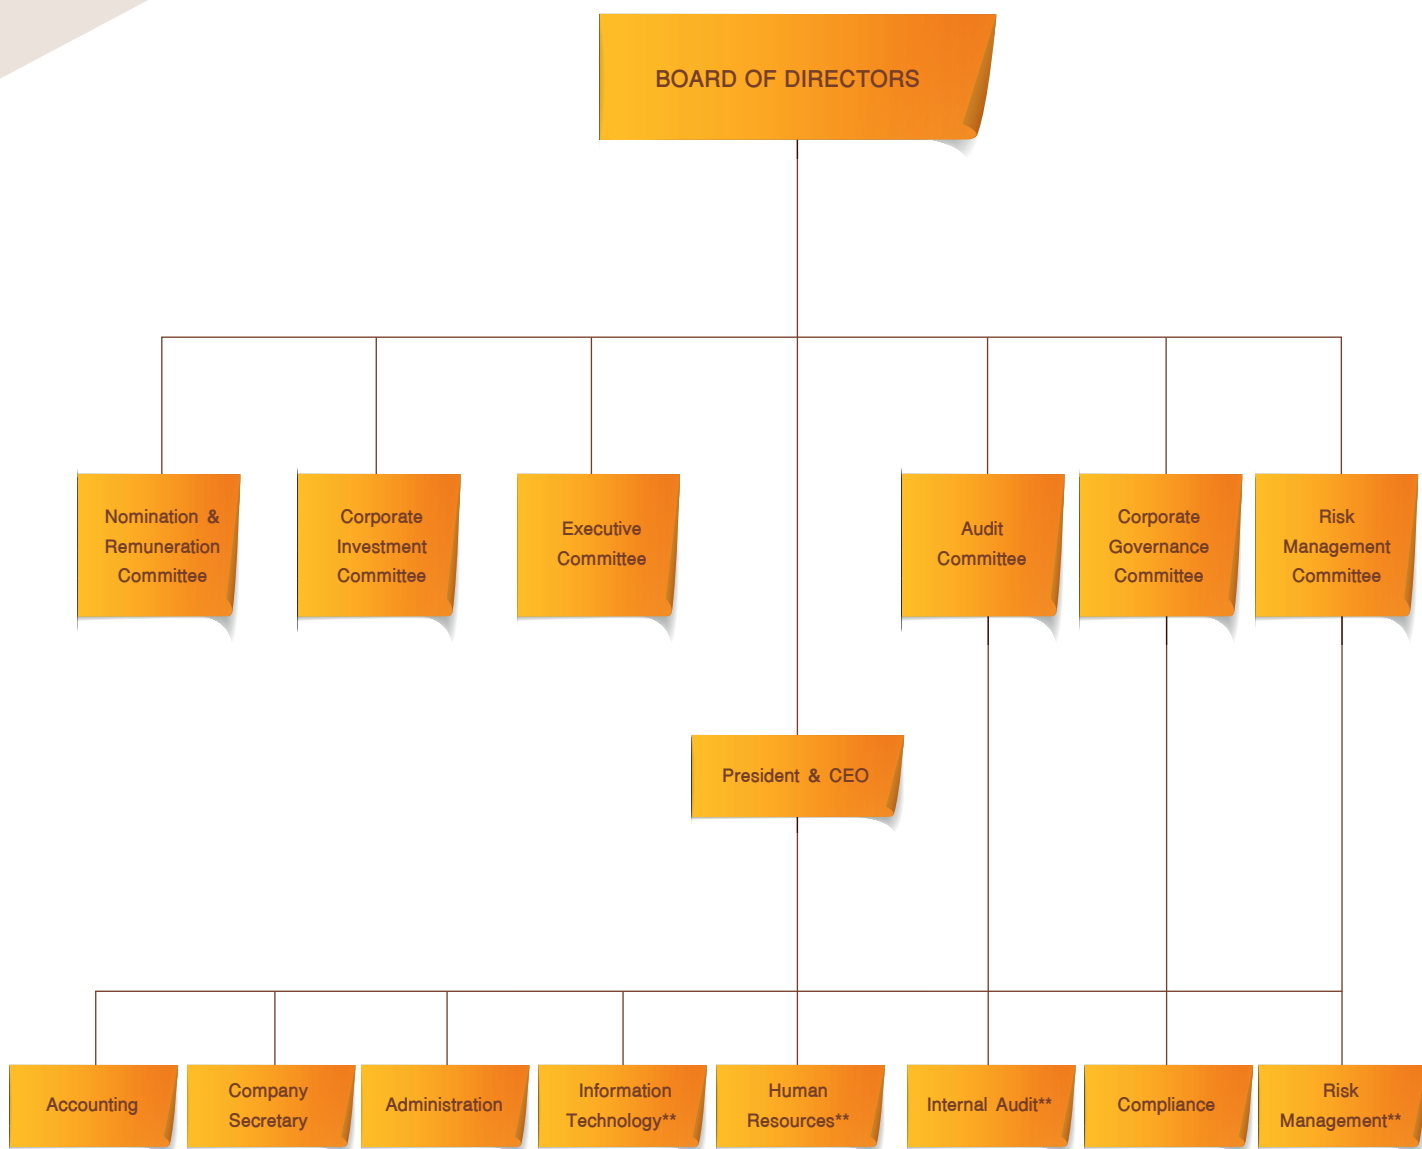 BOARD OF DIRECTORS
Nomination &
Remuneration
Committee
Corporate
Investment
Committee
Executive
Committee
Audit
Committee
Corporate
Governance
Committee
Risk
Management
Committee
President & CEO
Accounting
Company
Secretary
Administration
Information
Technology**
Human
Resources**
Internal Audit**
Compliance
Risk
Management**